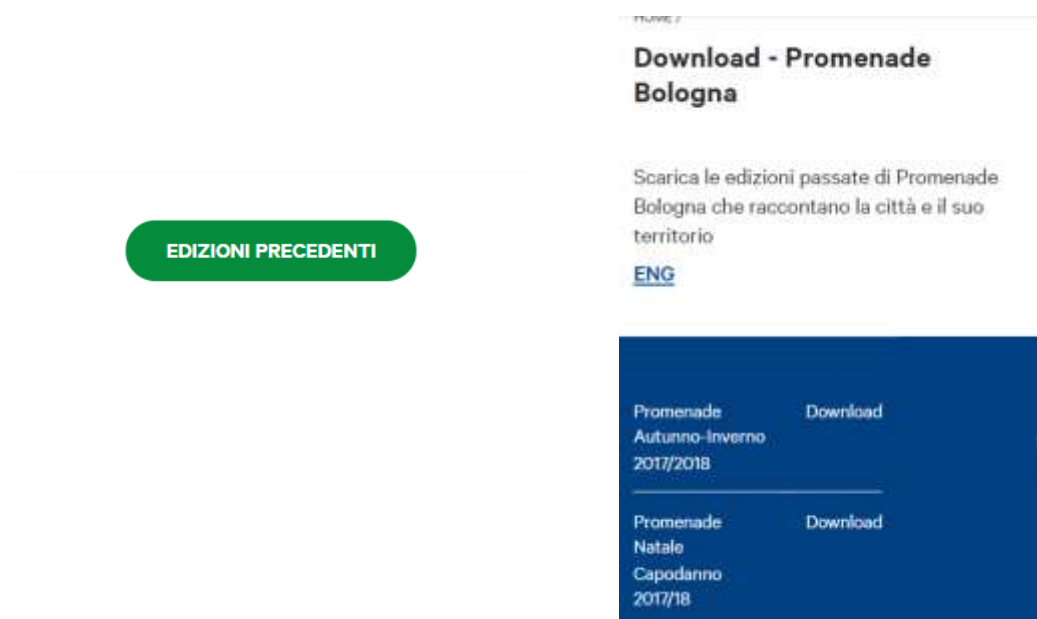 EDIZIONI PRECEDENTI
HOME /
Download - Promenade
Bologna
Scarica le edizioni passate di Promenade
Bologna che raccontano la città e il suo
territorio
ENG
Promenade Download
Autunno-Inverno
2017/2018
Promenade Download
Natale
Capodanno
2017/18